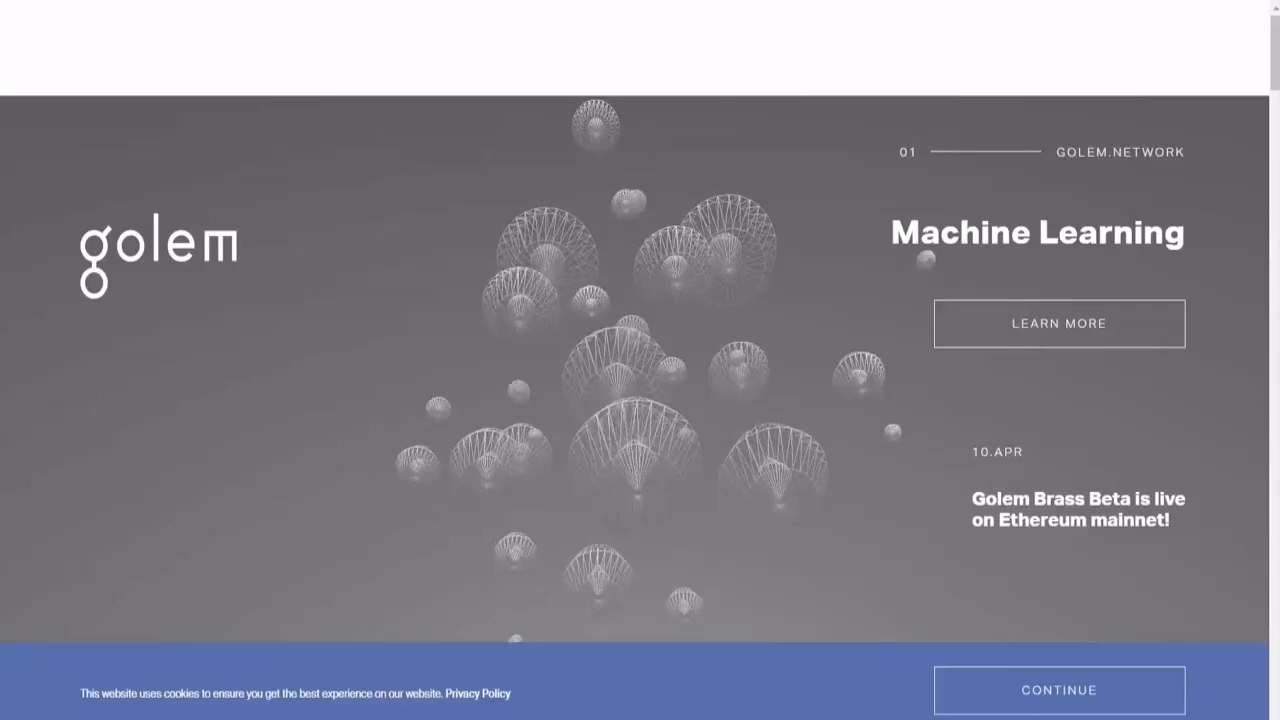 golem
01
GOLEM.NETWORK
Machine Learning
LEARN MORE
10.APR
Golem Brass Beta is live
on Ethereum mainnet!
This website uses cookies to ensure you get the best experience on our website. Privacy Policy
CONTINUE